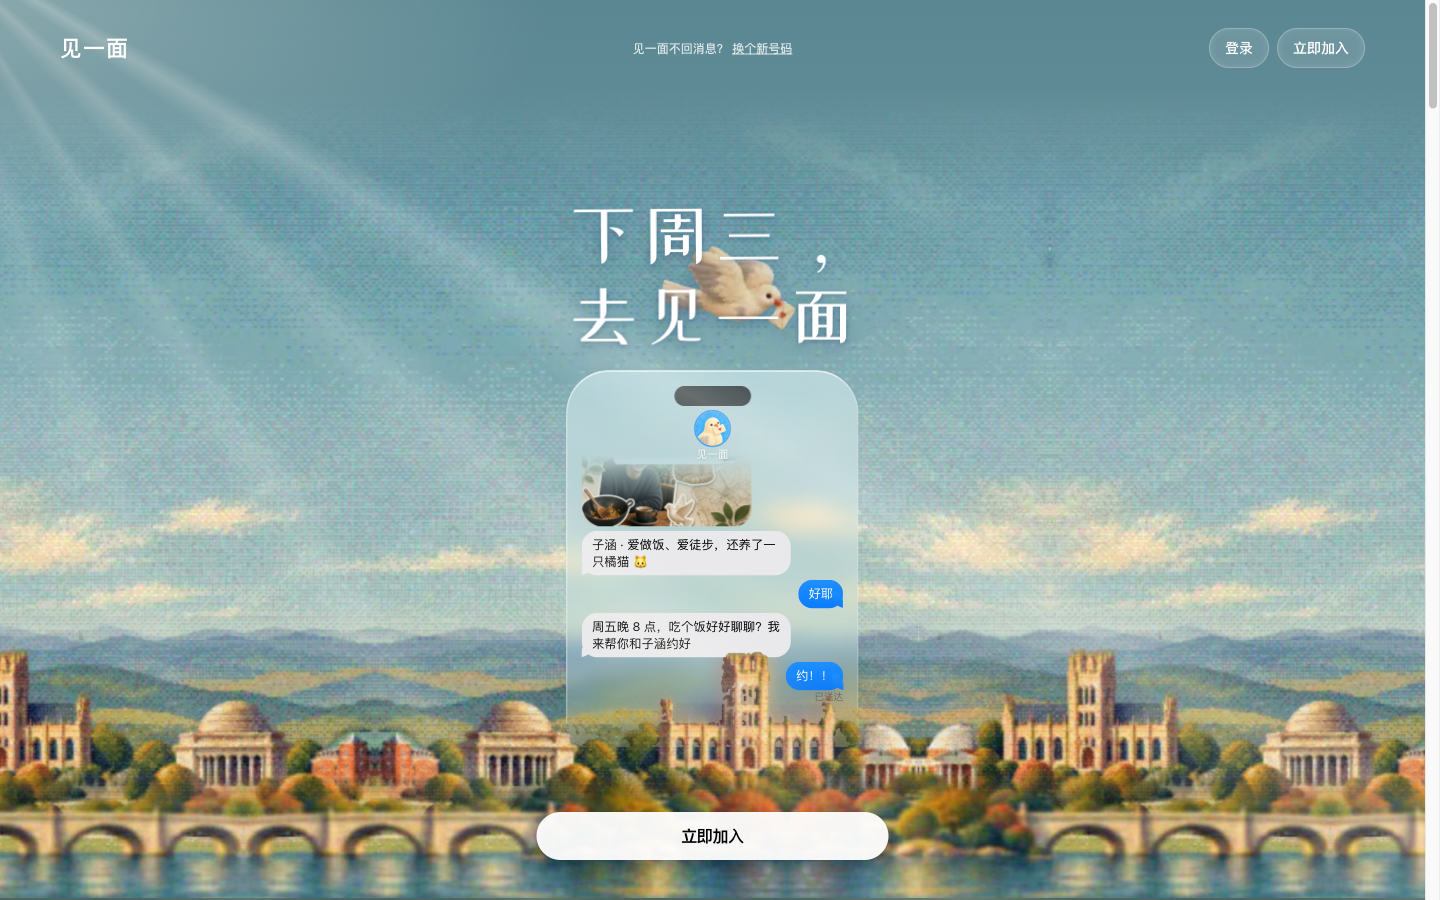 见一面
见一面不回消息？ 换个新号码
登录
立即加入
下周三，
去见一面
见一面
子涵 · 爱做饭、爱徒步，还养了一
只橘猫 🐱
好耶
周五晚 8 点，吃个饭好好聊聊？我
来帮你和子涵约好
约！！
已送达
立即加入